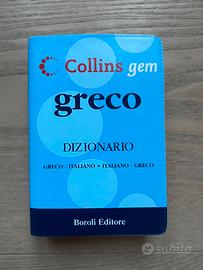 Collins gem
greco
DIZIONARIO
GRECO - ITALIANO • ITALIANO - GRECO
Boroli Editore
subito